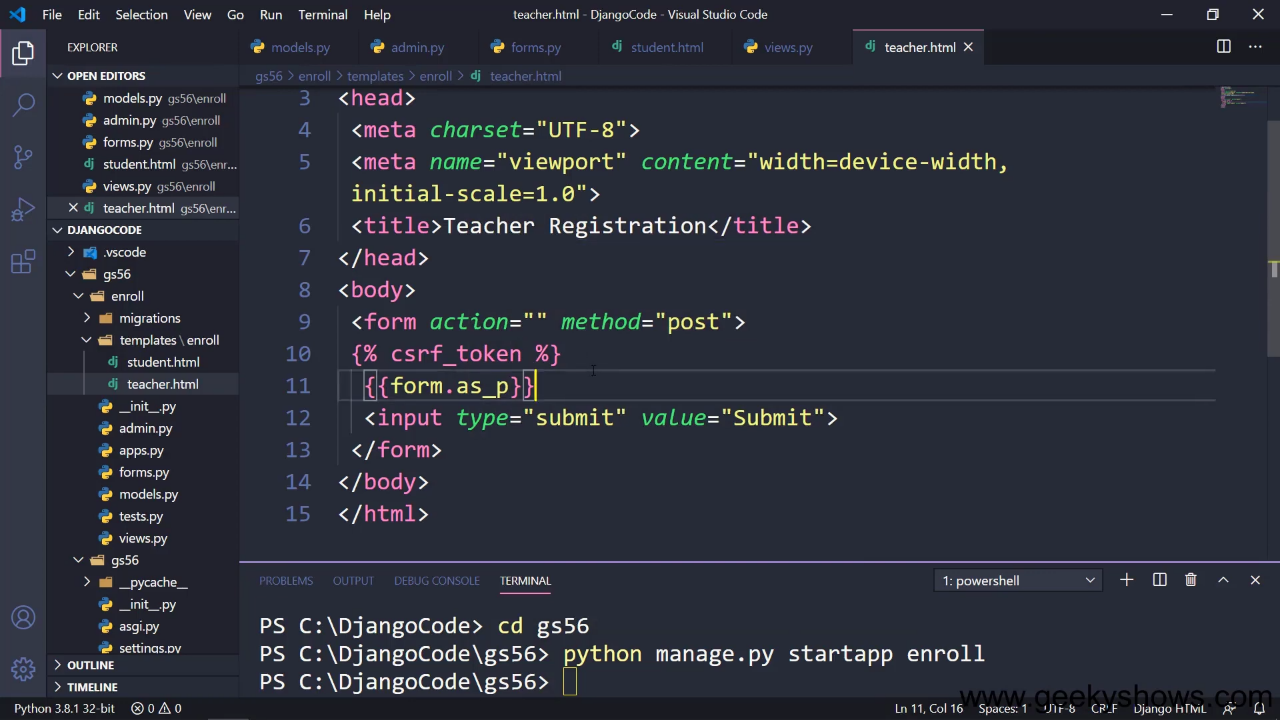 File Edit Selection View Go Run Terminal Help teacher.html - DjangoCode - Visual Studio Code
EXPLORER
models.py admin.py forms.py student.html views.py teacher.html
OPEN EDITORS
models.py gs56\enroll
admin.py gs56\enroll
forms.py gs56\enroll
student.html gs56\enr...
views.py gs56\enroll
teacher.html gs56\enr...
DJANGOCODE
.vscode
gs56
enroll
migrations
templates \ enroll
student.html
teacher.html
__init__.py
admin.py
apps.py
forms.py
models.py
tests.py
views.py
gs56
__pycache__
__init__.py
asgi.py
settings.py
OUTLINE
TIMELINE
gs56 > enroll > templates > enroll > teacher.html
3 <head>
4 <meta charset="UTF-8">
5 <meta name="viewport" content="width=device-width,
initial-scale=1.0">
6 <title>Teacher Registration</title>
7 </head>
8 <body>
9 <form action="" method="post">
10 {% csrf_token %}
11 {{form.as_p}}
12 <input type="submit" value="Submit">
13 </form>
14 </body>
15 </html>
PROBLEMS OUTPUT DEBUG CONSOLE TERMINAL 1: powershell
PS C:\DjangoCode> cd gs56
PS C:\DjangoCode\gs56> python manage.py startapp enroll
PS C:\DjangoCode\gs56>
www.geekyshows.com
Python 3.8.1 32-bit 0 0 Ln 11, Col 16 Spaces: 1 UTF-8 CRLF Django HTML